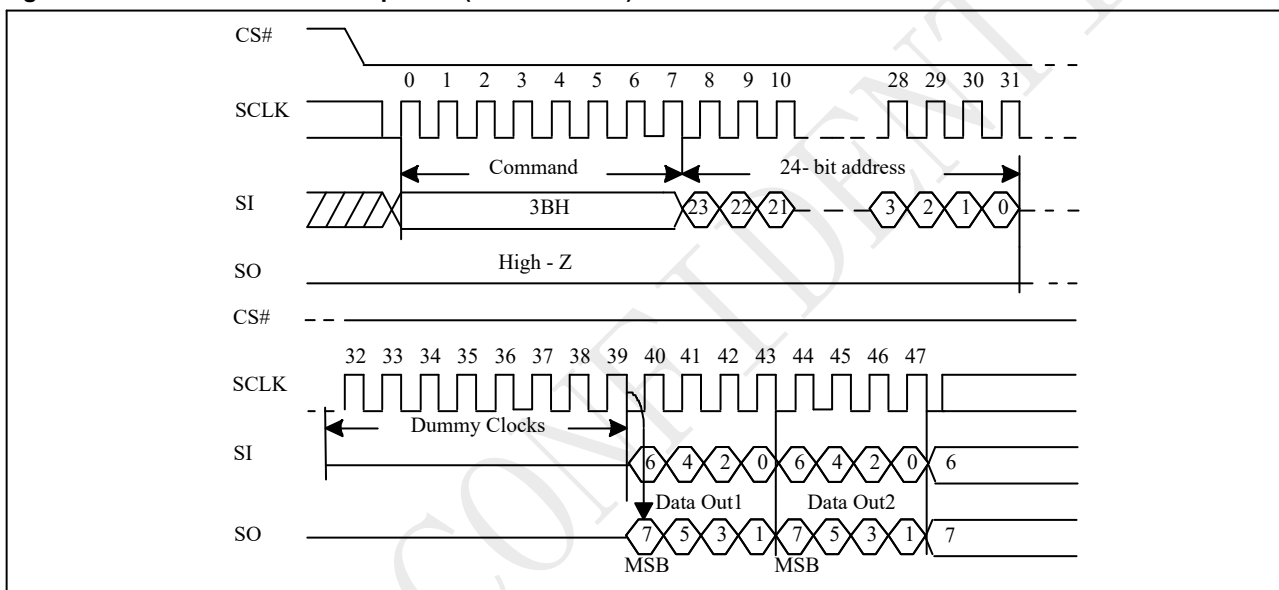 CS#
0 1 2 3 4 5 6 7 8 9 10 28 29 30 31
SCLK
Command 24- bit address
SI 3BH 23 22 21 3 2 1 0
High - Z
SO
CS#
32 33 34 35 36 37 38 39 40 41 42 43 44 45 46 47
SCLK
Dummy Clocks
SI 6 4 2 0 6 4 2 0 6
Data Out1 Data Out2
SO 7 5 3 1 7 5 3 1 7
MSB MSB